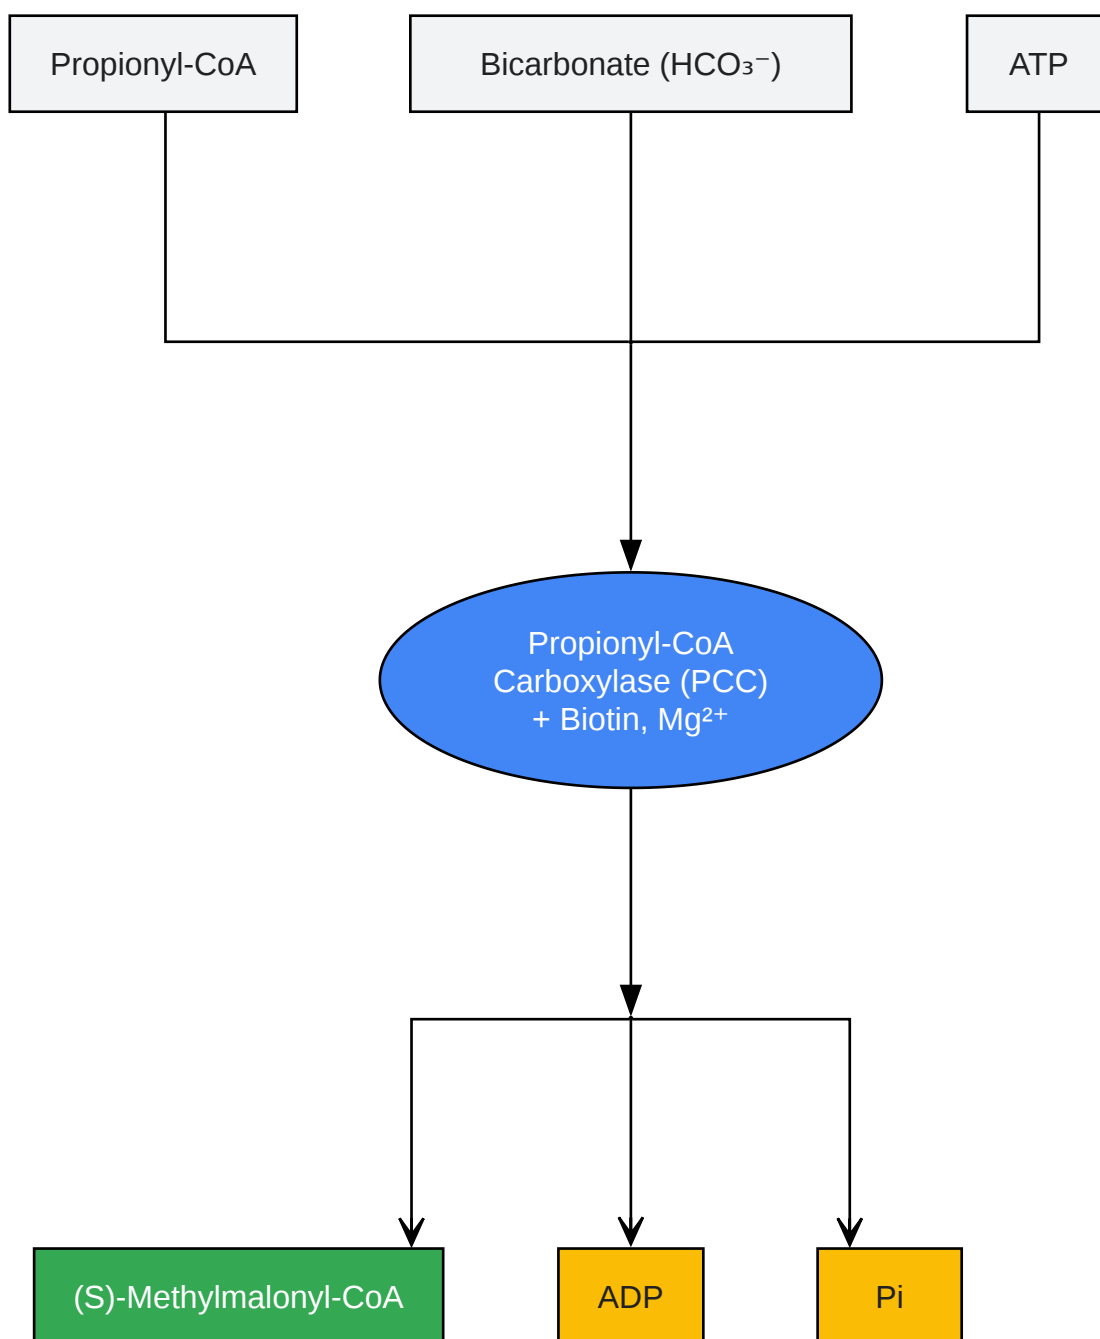 Propionyl-CoA
Bicarbonate (HCO₃⁻)
ATP
Propionyl-CoA
Carboxylase (PCC)
+ Biotin, Mg²⁺
(S)-Methylmalonyl-CoA
ADP
Pi